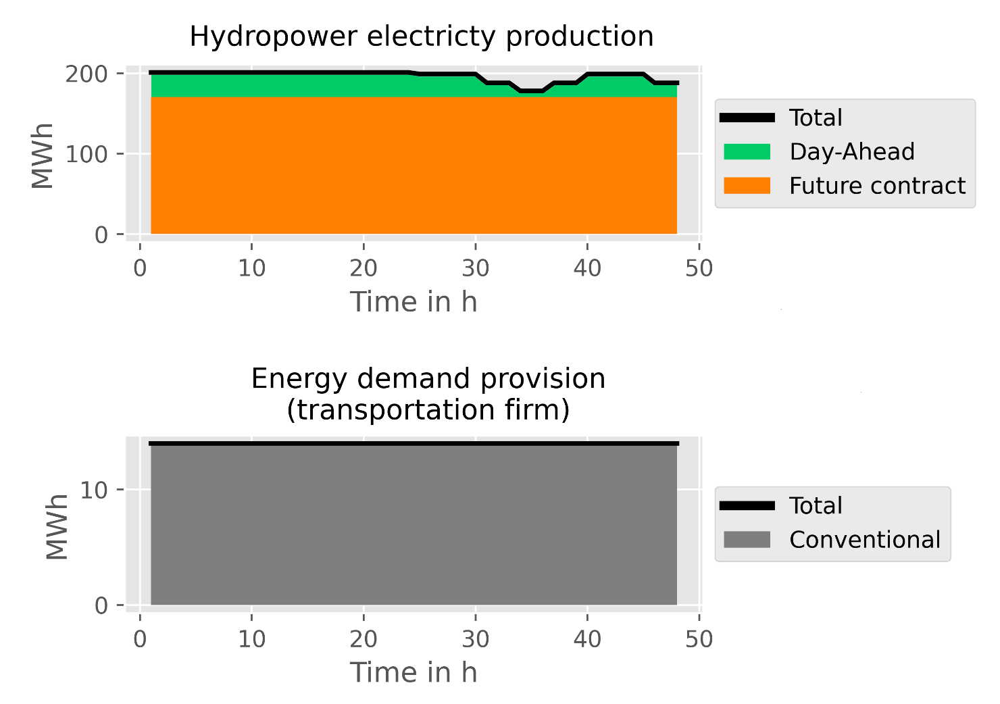 Hydropower electricty production
200
100
0
MWh
0 10 20 30 40 50
Time in h
Total
Day-Ahead
Future contract
Energy demand provision
(transportation firm)
10
0
MWh
0 10 20 30 40 50
Time in h
Total
Conventional